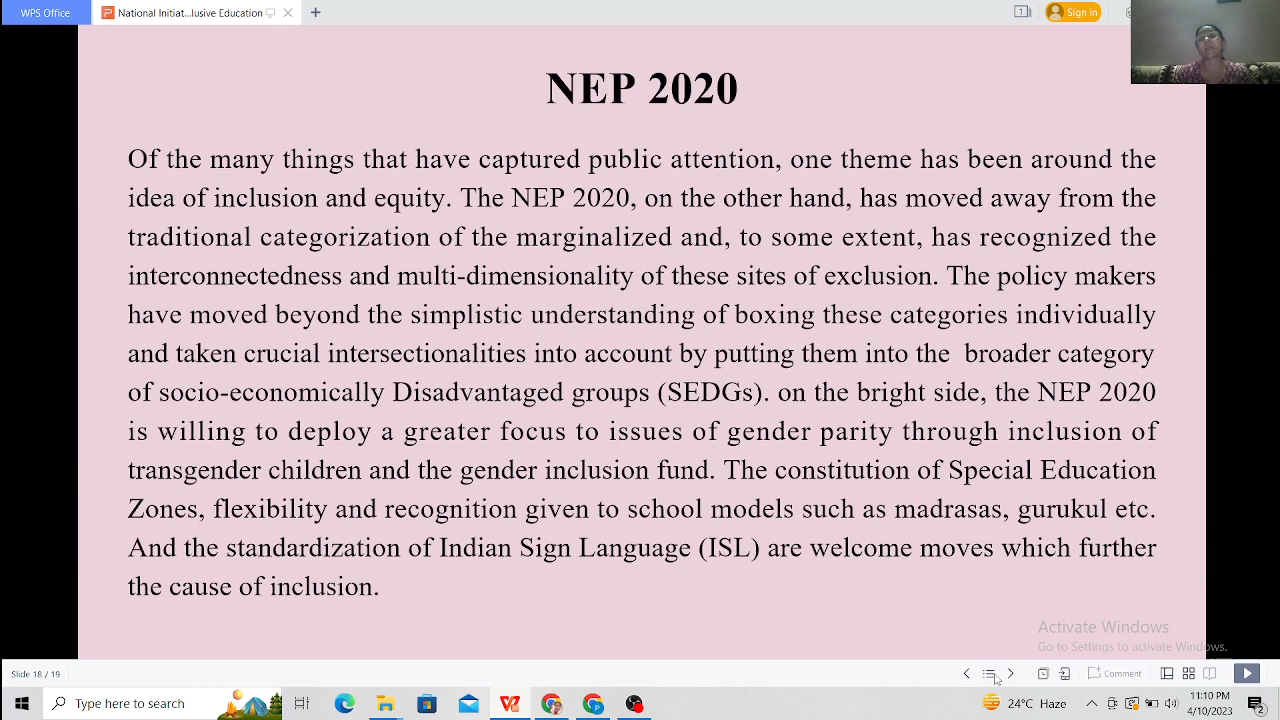 WPS Office
National Initiat...lusive Education
1
Sign in
NEP 2020
Of the many things that have captured public attention, one theme has been around the
idea of inclusion and equity. The NEP 2020, on the other hand, has moved away from the
traditional categorization of the marginalized and, to some extent, has recognized the
interconnectedness and multi-dimensionality of these sites of exclusion. The policy makers
have moved beyond the simplistic understanding of boxing these categories individually
and taken crucial intersectionalities into account by putting them into the broader category
of socio-economically Disadvantaged groups (SEDGs). on the bright side, the NEP 2020
is willing to deploy a greater focus to issues of gender parity through inclusion of
transgender children and the gender inclusion fund. The constitution of Special Education
Zones, flexibility and recognition given to school models such as madrasas, gurukul etc.
And the standardization of Indian Sign Language (ISL) are welcome moves which further
the cause of inclusion.
Activate Windows
Go to Settings to activate Windows.
Slide 18 / 19
Comment
Type here to search
24°C Haze
11:10 PM
4/10/2023
2